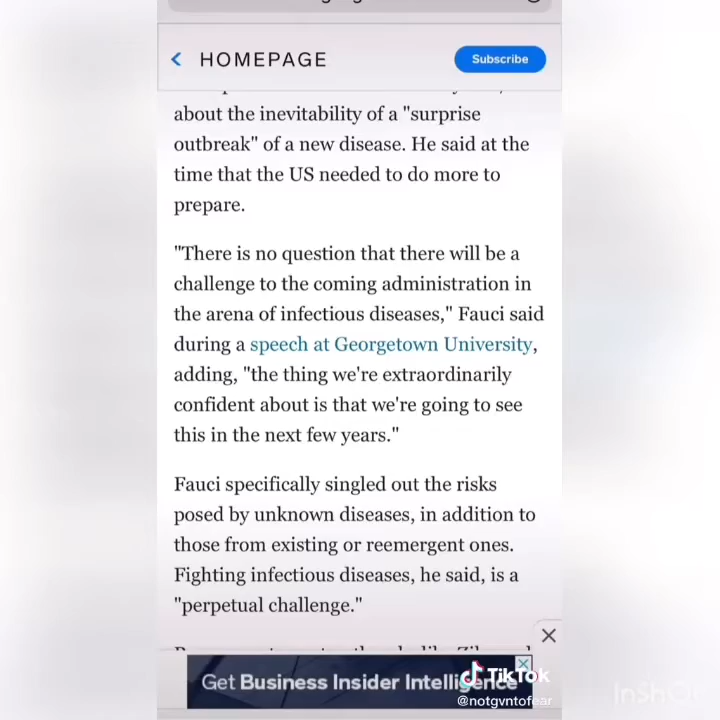 HOMEPAGE
Subscribe
about the inevitability of a "surprise
outbreak" of a new disease. He said at the
time that the US needed to do more to
prepare.
"There is no question that there will be a
challenge to the coming administration in
the arena of infectious diseases," Fauci said
during a speech at Georgetown University,
adding, "the thing we're extraordinarily
confident about is that we're going to see
this in the next few years."
Fauci specifically singled out the risks
posed by unknown diseases, in addition to
those from existing or reemergent ones.
Fighting infectious diseases, he said, is a
"perpetual challenge."
Get Business Insider Intelligence
TikTok
@notgvntofear
InShOt